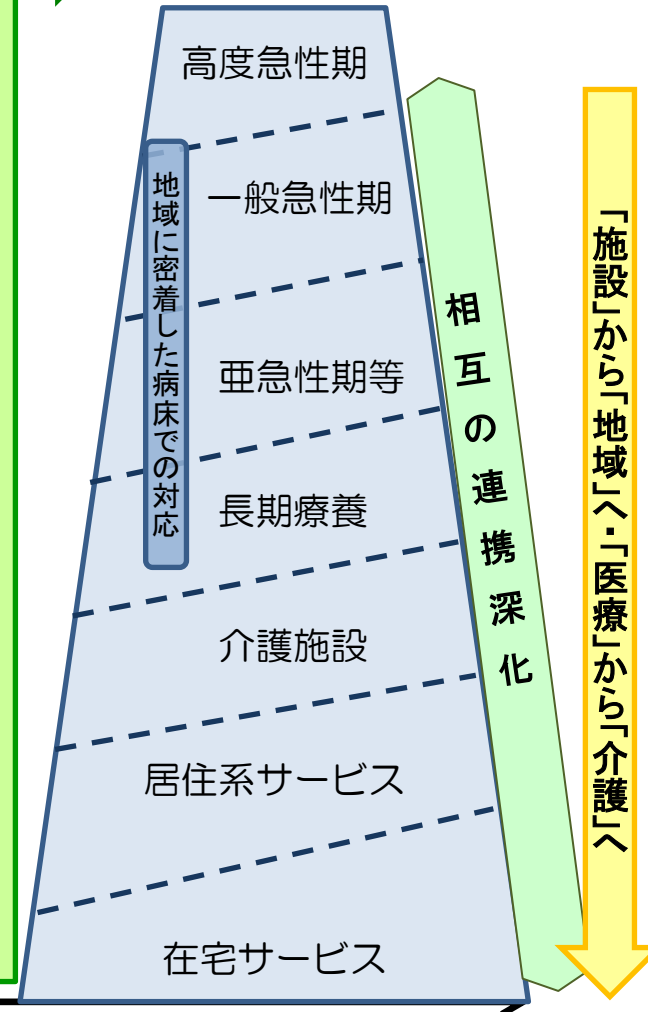 高度急性期
一般急性期
地域に密着した病床での対応
亜急性期等
長期療養
介護施設
居住系サービス
在宅サービス
相互の連携深化
「施設」から「地域」へ・「医療」から「介護」へ